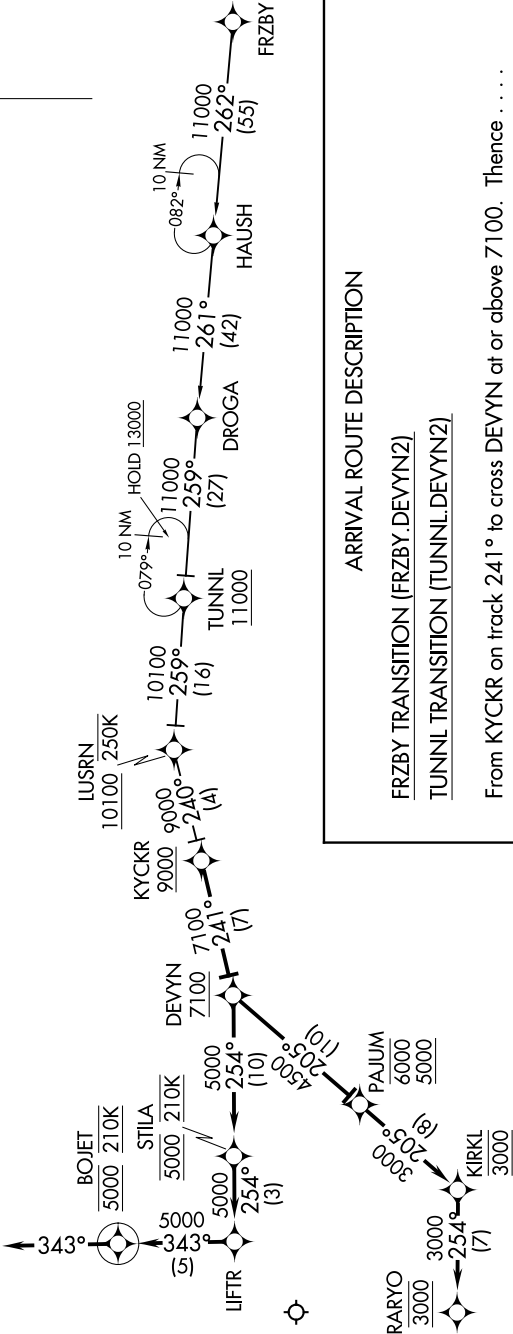 FRZBY
11000
262°
(55)
10 NM
082°
HAUSH
11000
261°
(42)
DROGA
HOLD 13000
11000
259°
(27)
10 NM
079°
TUNNL
11000
10100
259°
(16)
LUSRN
10100 250K
9000
240°
(4)
KYCKR
9000
7100
241°
(7)
DEVYN
7100
5000
254°
(10)
STILA
5000 210K
5000
254°
(3)
LIFTR
5000
343°
(5)
BOJET
5000 210K
343°
4500
205°
(10)
PAJUM
6000
5000
3000
205°
(8)
KIRKL
3000
3000
254°
(7)
RARYO
3000
ARRIVAL ROUTE DESCRIPTION
FRZBY TRANSITION (FRZBY.DEVYN2)
TUNNL TRANSITION (TUNNL.DEVYN2)
From KYCKR on track 241° to cross DEVYN at or above 7100. Thence . . . .